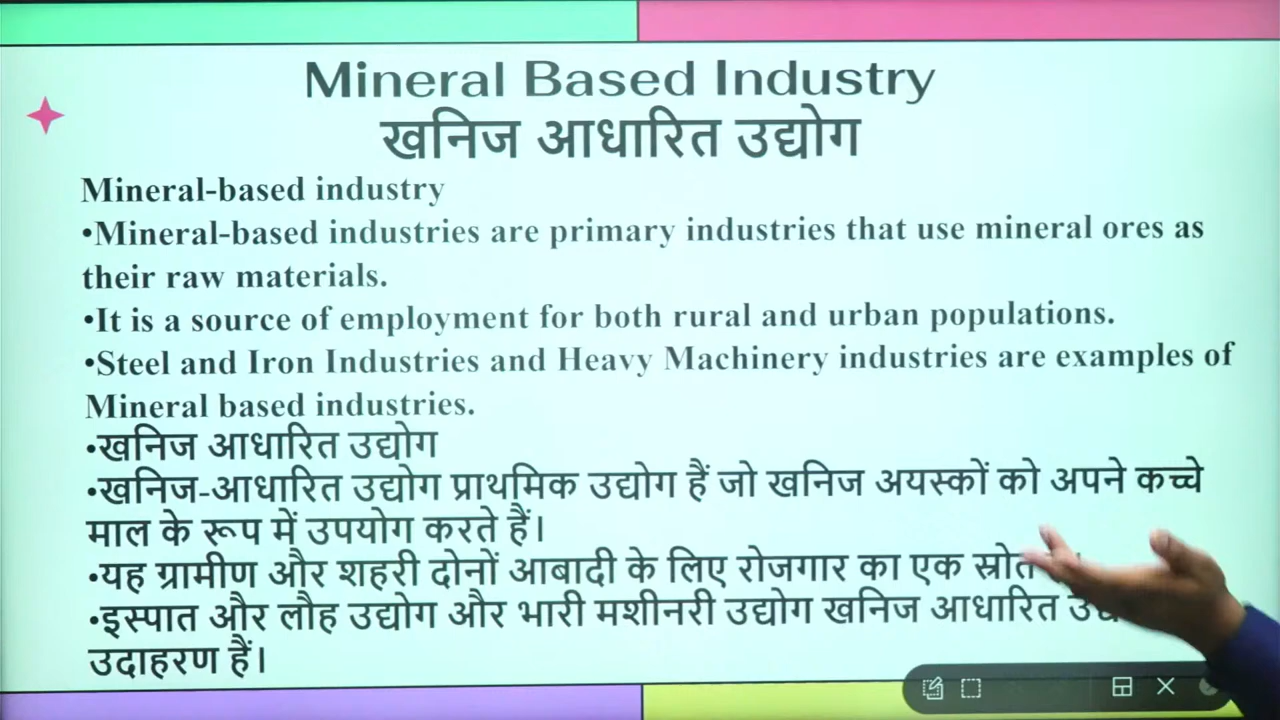 Mineral Based Industry
खनिज आधारित उद्योग
Mineral-based industry
•Mineral-based industries are primary industries that use mineral ores as
their raw materials.
•It is a source of employment for both rural and urban populations.
•Steel and Iron Industries and Heavy Machinery industries are examples of
Mineral based industries.
•खनिज आधारित उद्योग
•खनिज-आधारित उद्योग प्राथमिक उद्योग हैं जो खनिज अयस्कों को अपने कच्चे
माल के रूप में उपयोग करते हैं।
•यह ग्रामीण और शहरी दोनों आबादी के लिए रोजगार का एक स्रोत
•इस्पात और लौह उद्योग और भारी मशीनरी उद्योग खनिज आधारित
उदाहरण हैं।